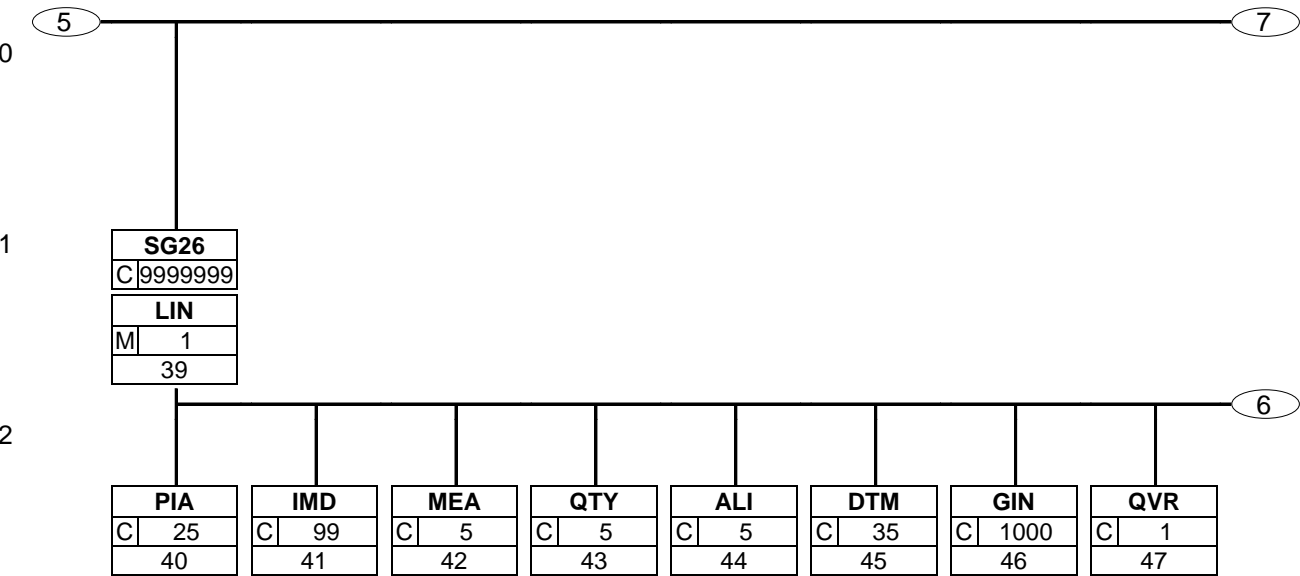 5 7
0
1 SG26
C 9999999
LIN
M 1
39
6
2
PIA IMD MEA QTY ALI DTM GIN QVR
C 25 C 99 C 5 C 5 C 5 C 35 C 1000 C 1
40 41 42 43 44 45 46 47